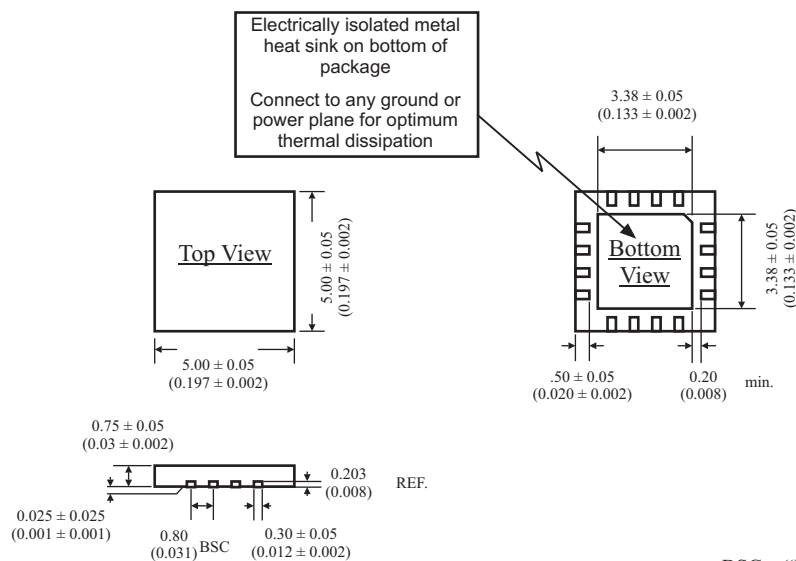 Electrically isolated metal
heat sink on bottom of
package
Connect to any ground or
power plane for optimum
thermal dissipation
3.38 ± 0.05
(0.133 ± 0.002)
Top View
5.00 ± 0.05
(0.197 ± 0.002)
Bottom
View
3.38 ± 0.05
(0.133 ± 0.002)
5.00 ± 0.05
(0.197 ± 0.002)
.50 ± 0.05
(0.020 ± 0.002)
0.20
(0.008)
min.
0.75 ± 0.05
(0.03 ± 0.002)
0.203
(0.008)
REF.
0.025 ± 0.025
(0.001 ± 0.001)
0.80
(0.031)
BSC
0.30 ± 0.05
(0.012 ± 0.002)